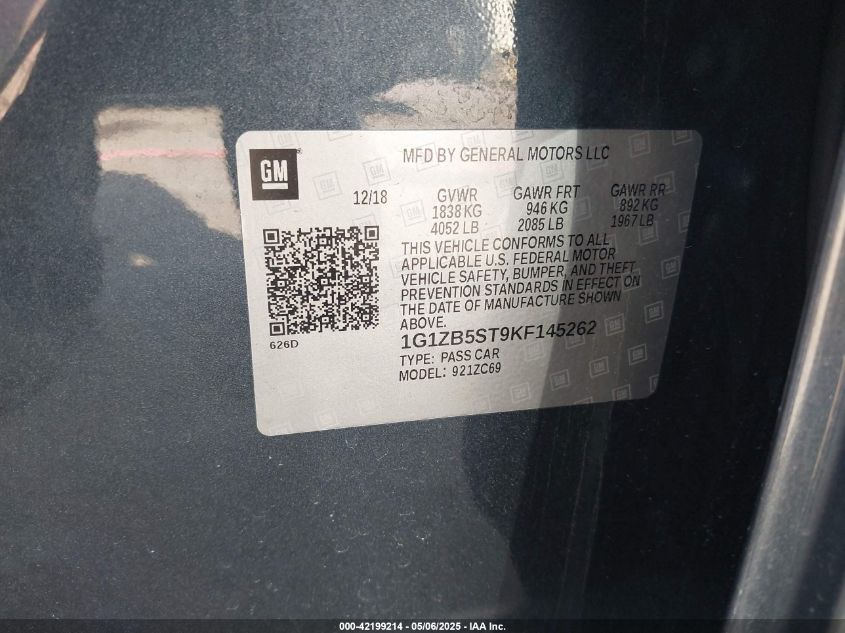 GM
MFD BY GENERAL MOTORS LLC
12/18
GVWR
1838 KG
4052 LB
GAWR FRT
946 KG
2085 LB
GAWR RR
892 KG
1967 LB
THIS VEHICLE CONFORMS TO ALL
APPLICABLE U.S. FEDERAL MOTOR
VEHICLE SAFETY, BUMPER, AND THEFT
PREVENTION STANDARDS IN EFFECT ON
THE DATE OF MANUFACTURE SHOWN
ABOVE.
626D
1G1ZB5ST9KF145262
TYPE: PASS CAR
MODEL: 921ZC69
000-42199214 - 05/06/2025 - IAA Inc.